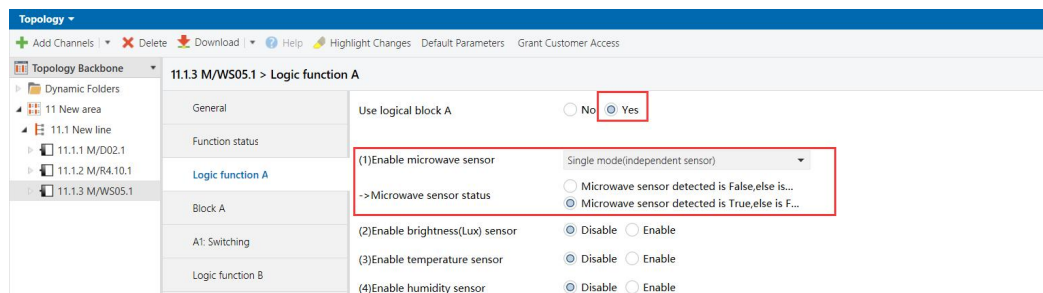 Topology
Add Channels Delete Download Help Highlight Changes Default Parameters Grant Customer Access
Topology Backbone
Dynamic Folders
11 New area
11.1 New line
11.1.1 M/D02.1
11.1.2 M/R4.10.1
11.1.3 M/WS05.1
11.1.3 M/WS05.1 > Logic function A
General
Function status
Logic function A
Block A
A1: Switching
Logic function B
Use logical block A No Yes
(1)Enable microwave sensor Single mode(independent sensor)
->Microwave sensor status Microwave sensor detected is False,else is...
Microwave sensor detected is True,else is F...
(2)Enable brightness(Lux) sensor Disable Enable
(3)Enable temperature sensor Disable Enable
(4)Enable humidity sensor Disable Enable